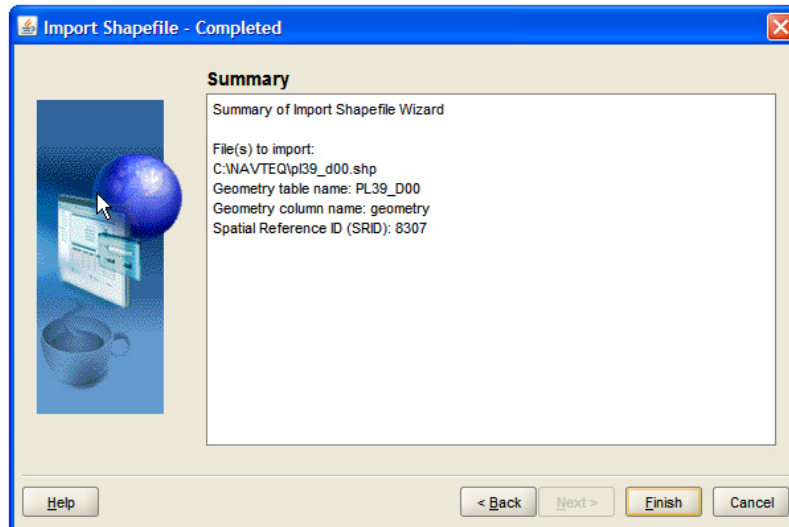 Import Shapefile - Completed
Summary
Summary of Import Shapefile Wizard
File(s) to import:
C:\NAVTEQ\pl39_d00.shp
Geometry table name: PL39_D00
Geometry column name: geometry
Spatial Reference ID (SRID): 8307
Help
< Back
Next >
Finish
Cancel